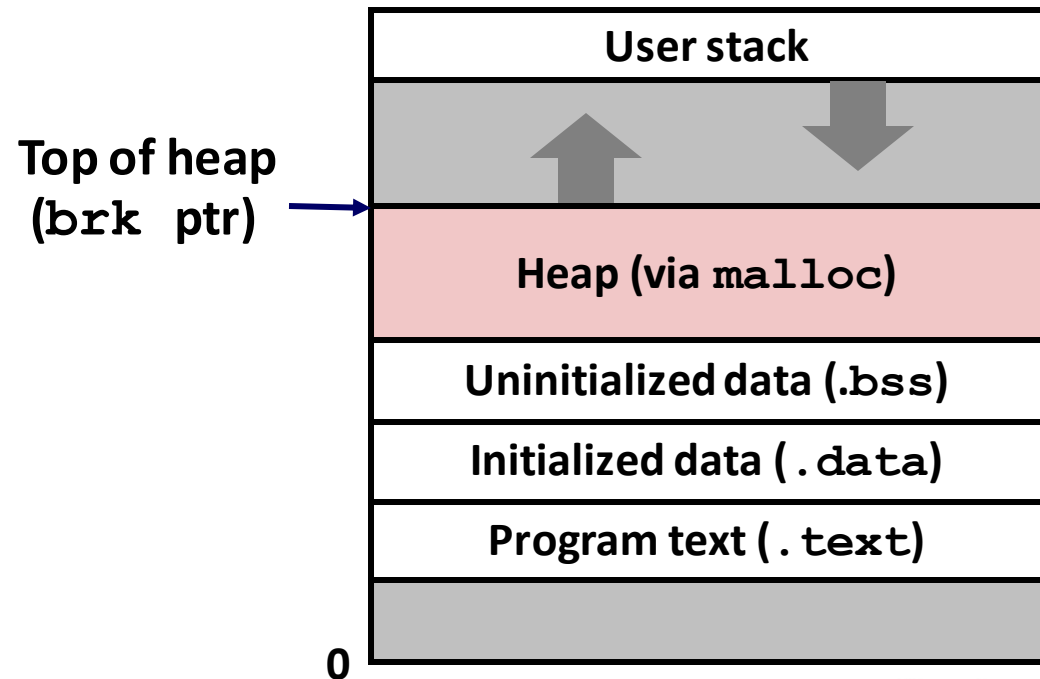 User stack
Top of heap
(brk ptr)
Heap (via malloc)
Uninitialized data (.bss)
Initialized data (.data)
Program text (.text)
0